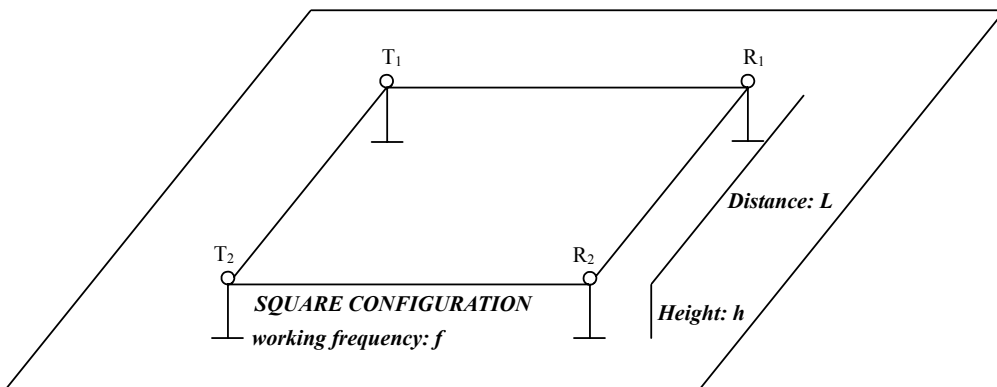 T₁
R₁
Distance: L
T₂
R₂
SQUARE CONFIGURATION
Height: h
working frequency: f